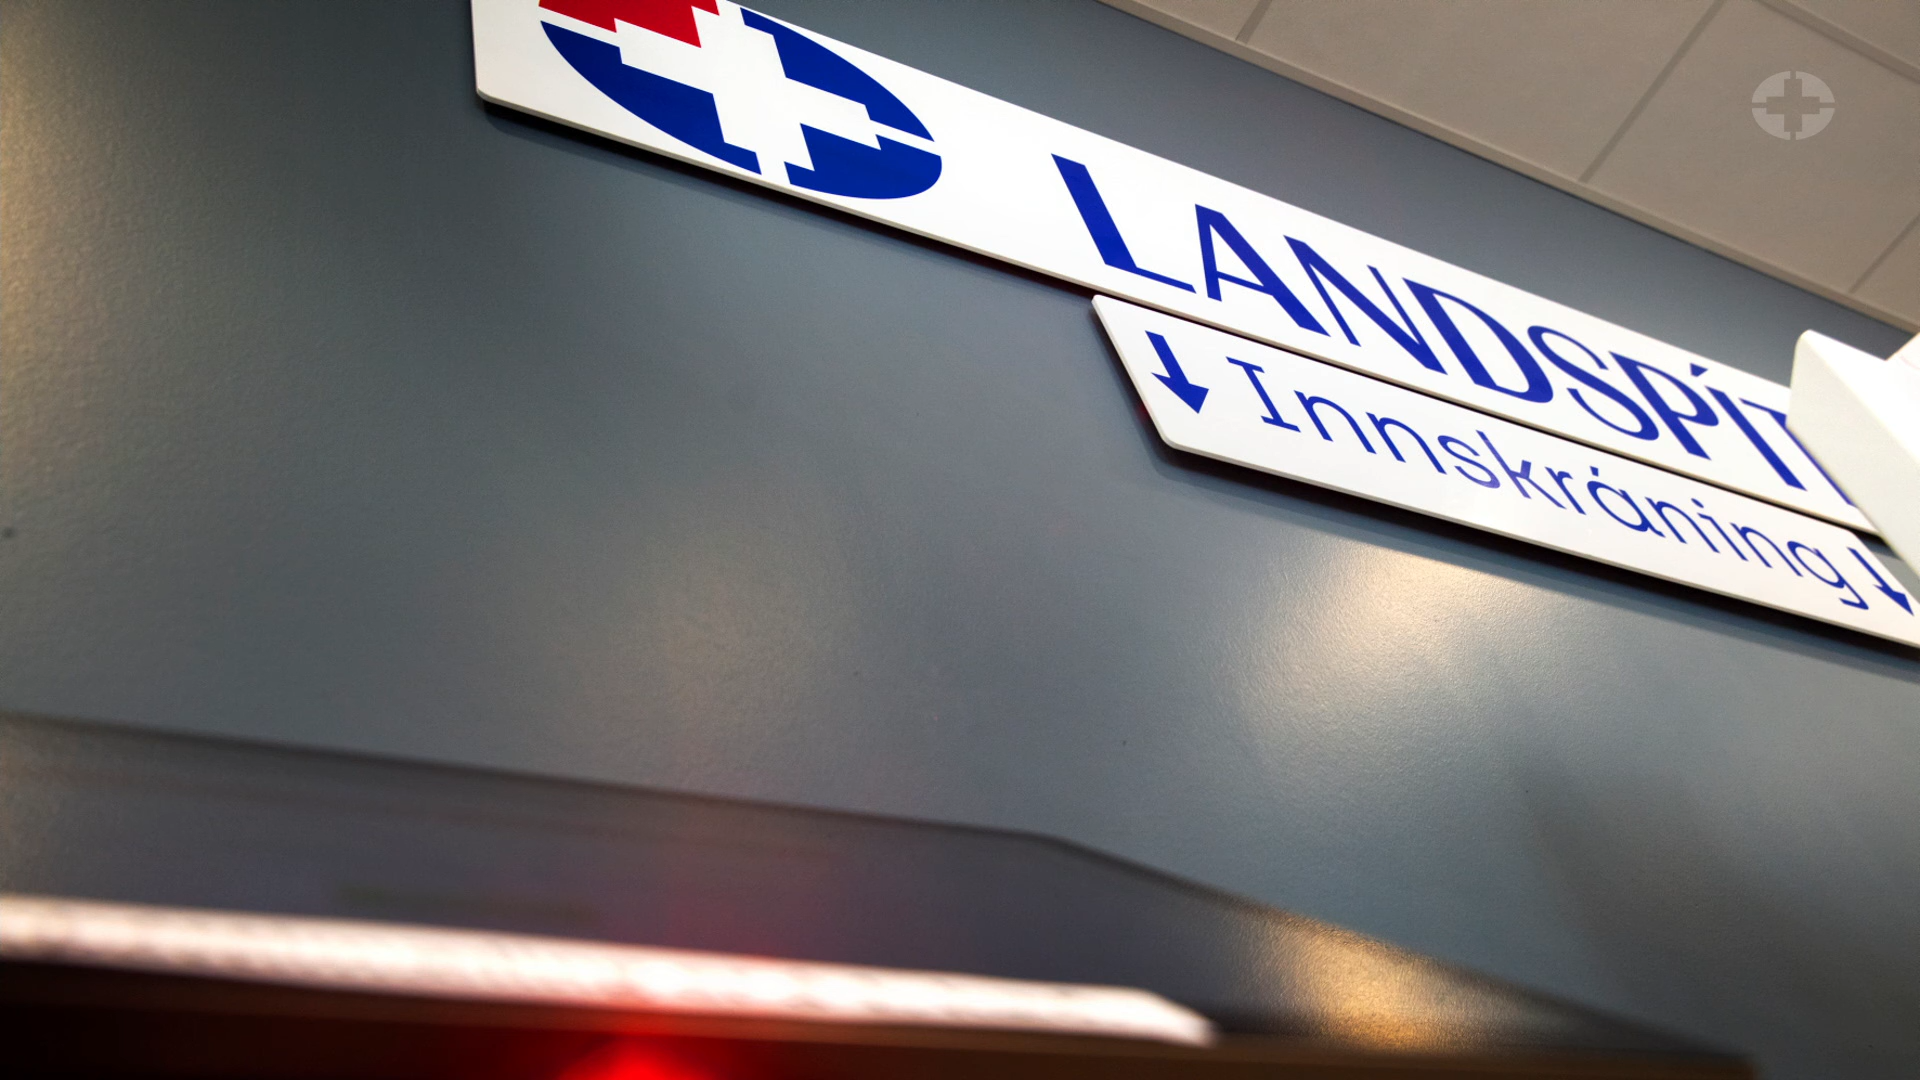 LANDSPÍT
↓ Innskráning ↓